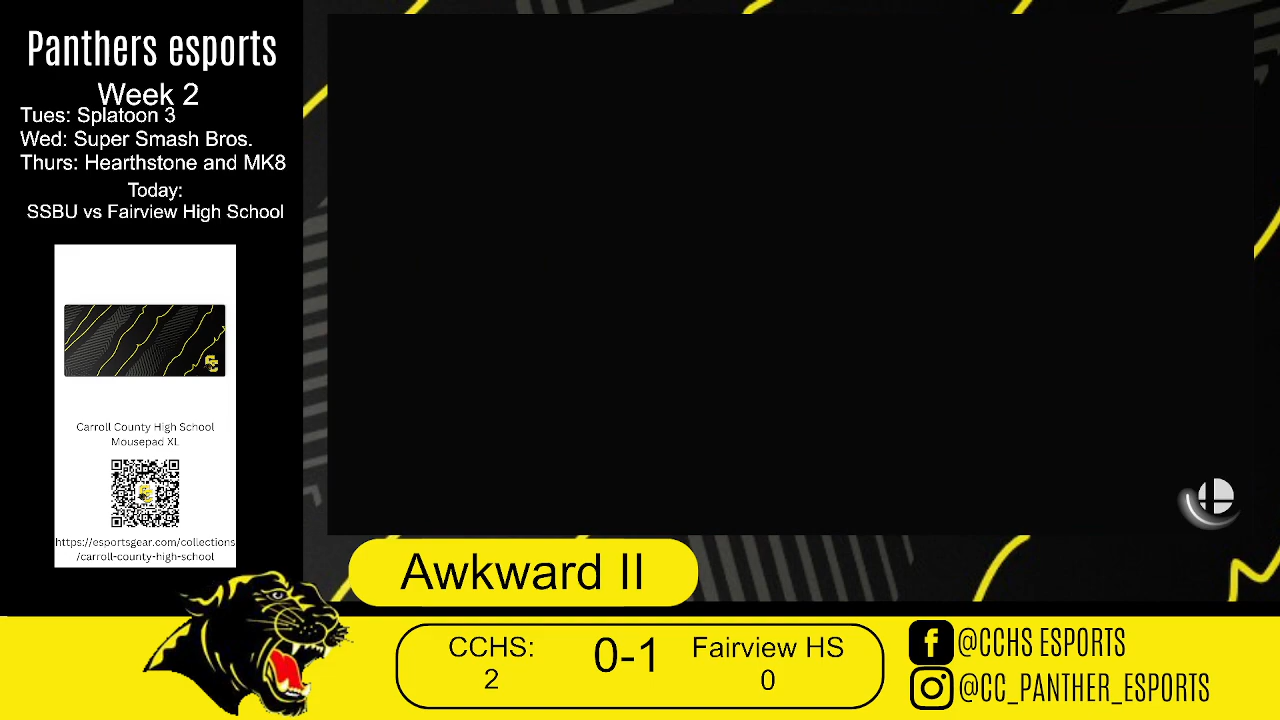 Panthers esports
Week 2
Tues: Splatoon 3
Wed: Super Smash Bros.
Thurs: Hearthstone and MK8
Today:
SSBU vs Fairview High School
Carroll County High School
Mousepad XL
https://esportsgear.com/collections
/carroll-county-high-school
Awkward II
CCHS:
2
0-1
Fairview HS
0
@CCHS ESPORTS
@CC_PANTHER_ESPORTS